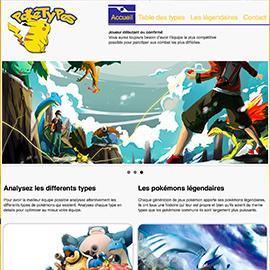 PokéTypes
Accueil Table des types Les légendaires Contact
Joueur débutant ou confirmé
Vous aurez toujours besoin d'avoir l'équipe la plus compétitive
possible pour participer aux combat les plus difficiles.
Analysez les differents types
Pour avoir la meilleur équipe possible analysez attentivement les
différents types de pokémons qui existent. Analysez chaque type en
détails pour optimiser au mieux votre équipe.
Les pokémons légendaires
Chaque génération de jeux pokémon apporte ses pokémons légendaires,
ils ont tous une histoire qui leur est propre et bien qu'ils soient du meme
types que les pokémons communs ils sont largement plus puissants.